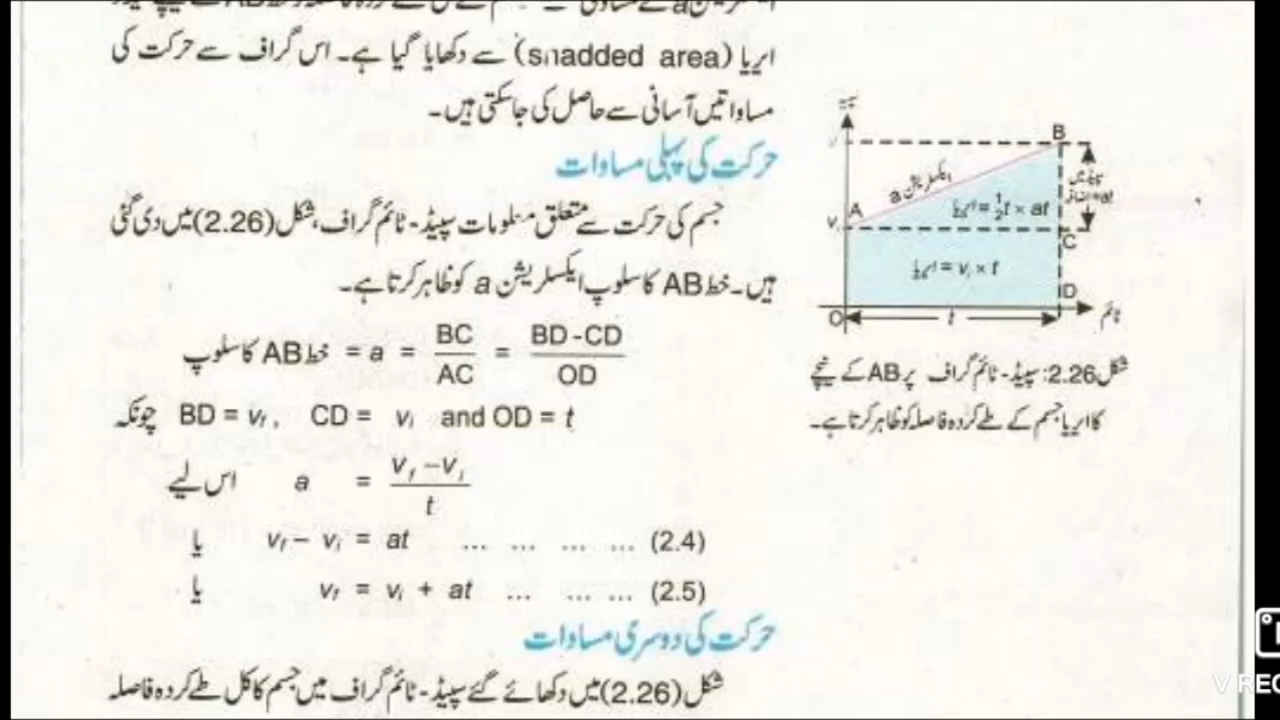 ایریا (shadded area) سے دکھایا گیا ہے۔ اس گراف سے حرکت کی
مساواتیں آسانی سے حاصل کی جاسکتی ہیں۔
حرکت کی پہلی مساوات
جسم کی حرکت سے متعلق معلومات سپیڈ-ٹائم گراف، شکل (2.26) میں دی گئی
ہیں۔ خط AB کا سلوپ ایکسلریشن a کو ظاہر کرتا ہے۔
خط AB کا سلوپ = a = BC/AC = BD-CD/OD
چونکہ BD = vf, CD = vi and OD = t
اس لیے a = vf – vi / t
یا vf – vi = at ... ... ... ... (2.4)
یا vf = vi + at ... ... ... (2.5)
حرکت کی دوسری مساوات
شکل (2.26) میں دکھائے گئے سپیڈ-ٹائم گراف میں جسم کا کل طے کردہ فاصلہ
B
A
ایکسلریشن a
= ½t × at
vi
C
= vi × t
D
O
t
ٹائم
شکل 2.26: سپیڈ-ٹائم گراف پر AB کے نیچے
کا ایریا جسم کے طے کردہ فاصلہ کو ظاہر کرتا ہے۔
V REC